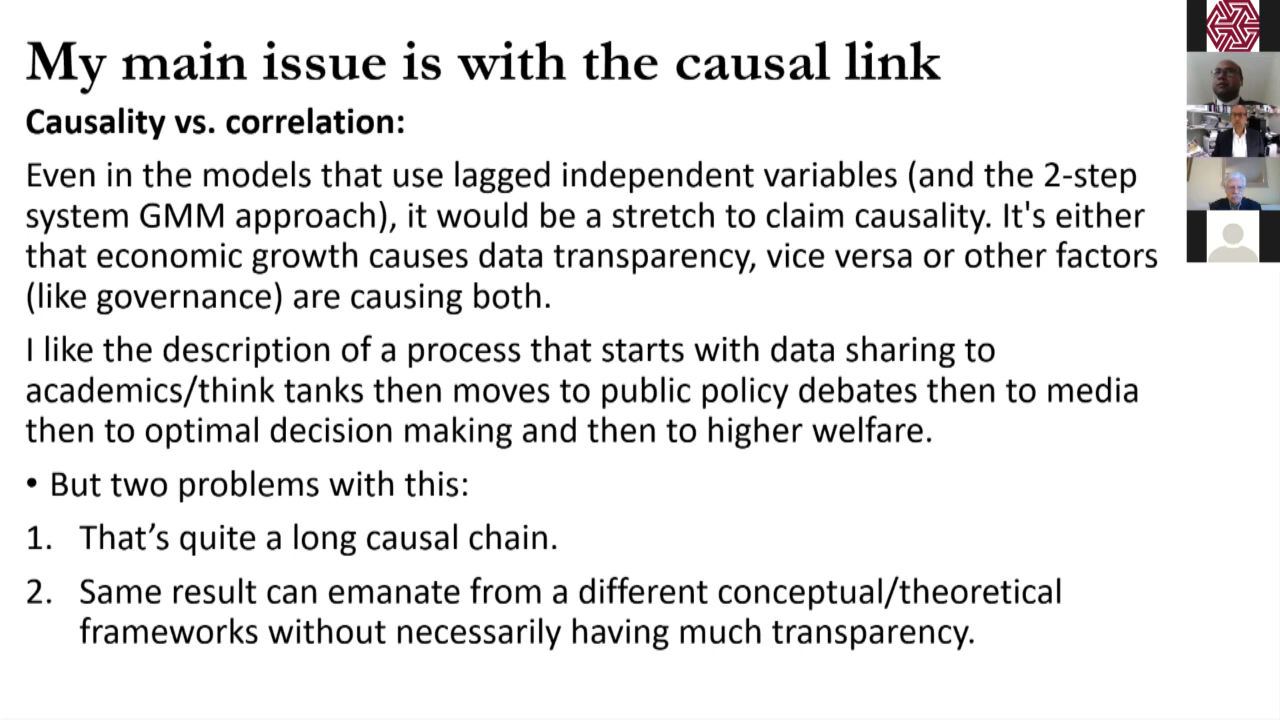 My main issue is with the causal link
Causality vs. correlation:
Even in the models that use lagged independent variables (and the 2-step
system GMM approach), it would be a stretch to claim causality. It's either
that economic growth causes data transparency, vice versa or other factors
(like governance) are causing both.
I like the description of a process that starts with data sharing to
academics/think tanks then moves to public policy debates then to media
then to optimal decision making and then to higher welfare.
• But two problems with this:
1. That’s quite a long causal chain.
2. Same result can emanate from a different conceptual/theoretical
frameworks without necessarily having much transparency.